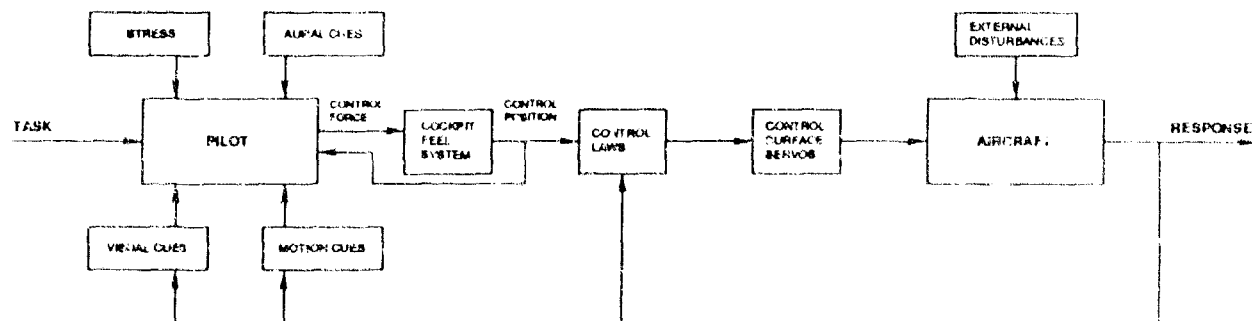 STRESS
AURAL CUES
EXTERNAL
DISTURBANCES
TASK
PILOT
CONTROL
FORCE
COCKPIT
FEEL
SYSTEM
CONTROL
POSITION
CONTROL
LAWS
CONTROL
SURFACE
SERVOS
AIRCRAFT
RESPONSE
VISUAL CUES
MOTION CUES